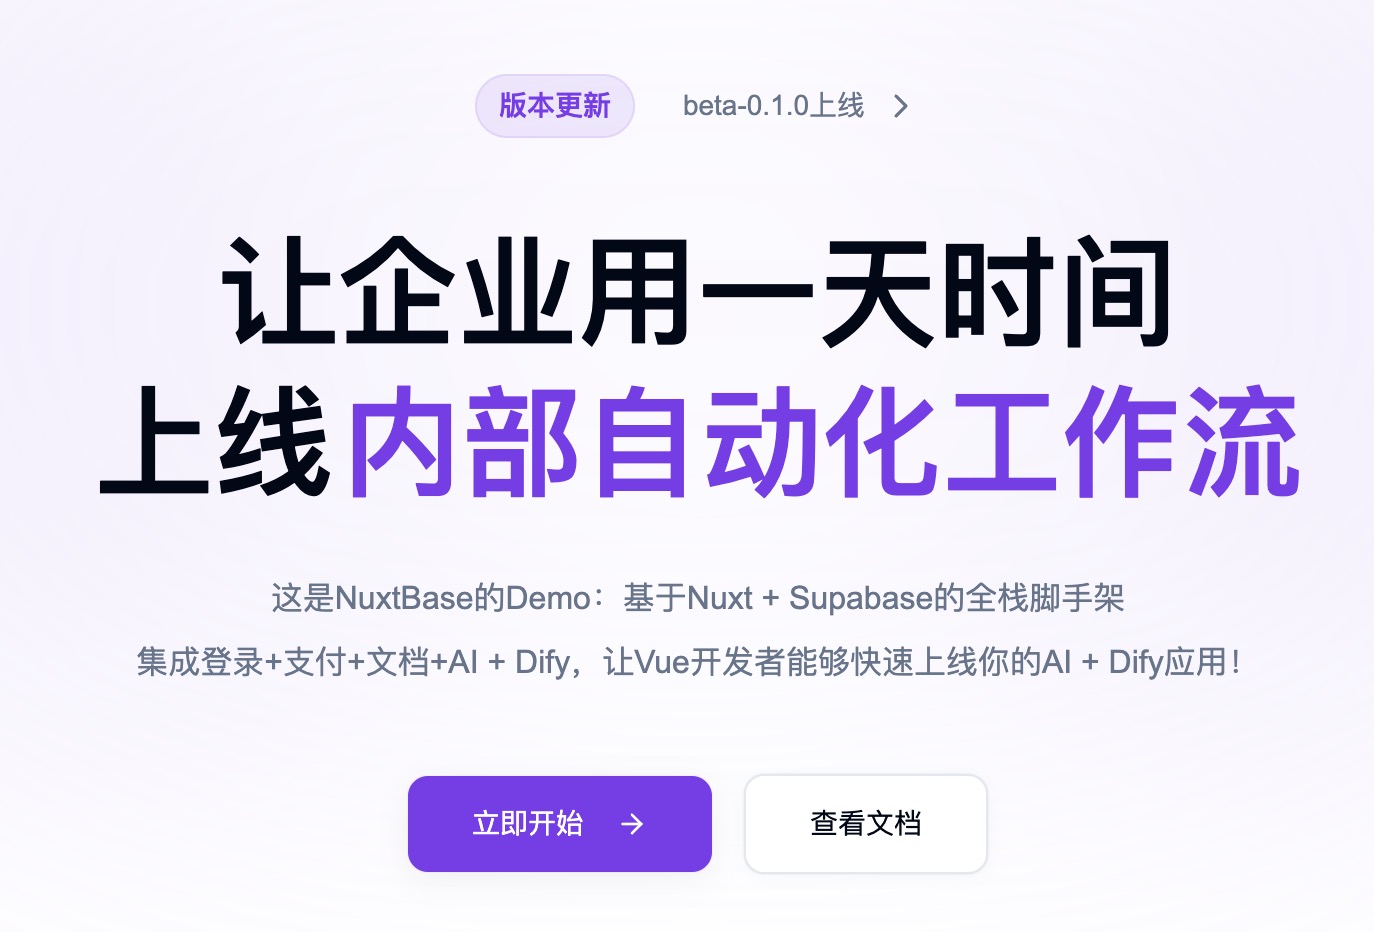 版本更新 beta-0.1.0上线
让企业用一天时间
上线内部自动化工作流
这是NuxtBase的Demo：基于Nuxt + Supabase的全栈脚手架
集成登录+支付+文档+AI + Dify，让Vue开发者能够快速上线你的AI + Dify应用！
立即开始 → 查看文档